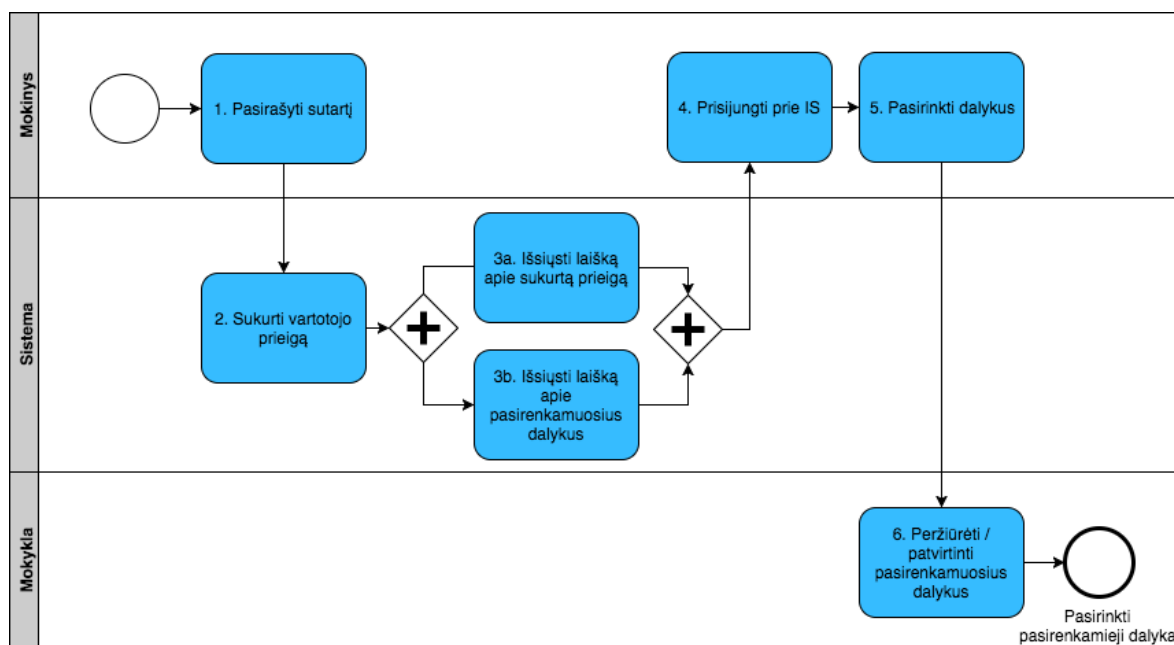 Mokinys
1. Pasirašyti sutartį
4. Prisijungti prie IS
5. Pasirinkti dalykus
Sistema
2. Sukurti vartotojo
prieigą
3a. Išsiųsti laišką
apie sukurtą prieigą
3b. Išsiųsti laišką
apie
pasirenkamuosius
dalykus
Mokykla
6. Peržiūrėti /
patvirtinti
pasirenkamuosius
dalykus
Pasirinkti
pasirenkamieji dalyka